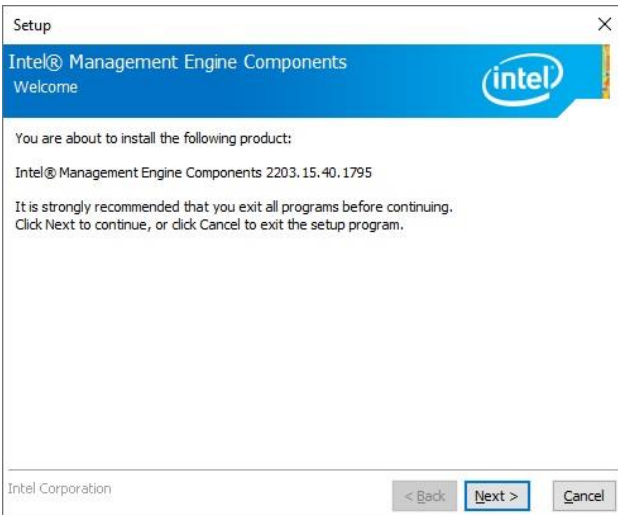 Setup
Intel® Management Engine Components
Welcome
intel
You are about to install the following product:
Intel® Management Engine Components 2203.15.40.1795
It is strongly recommended that you exit all programs before continuing.
Click Next to continue, or click Cancel to exit the setup program.
Intel Corporation
< Back Next > Cancel